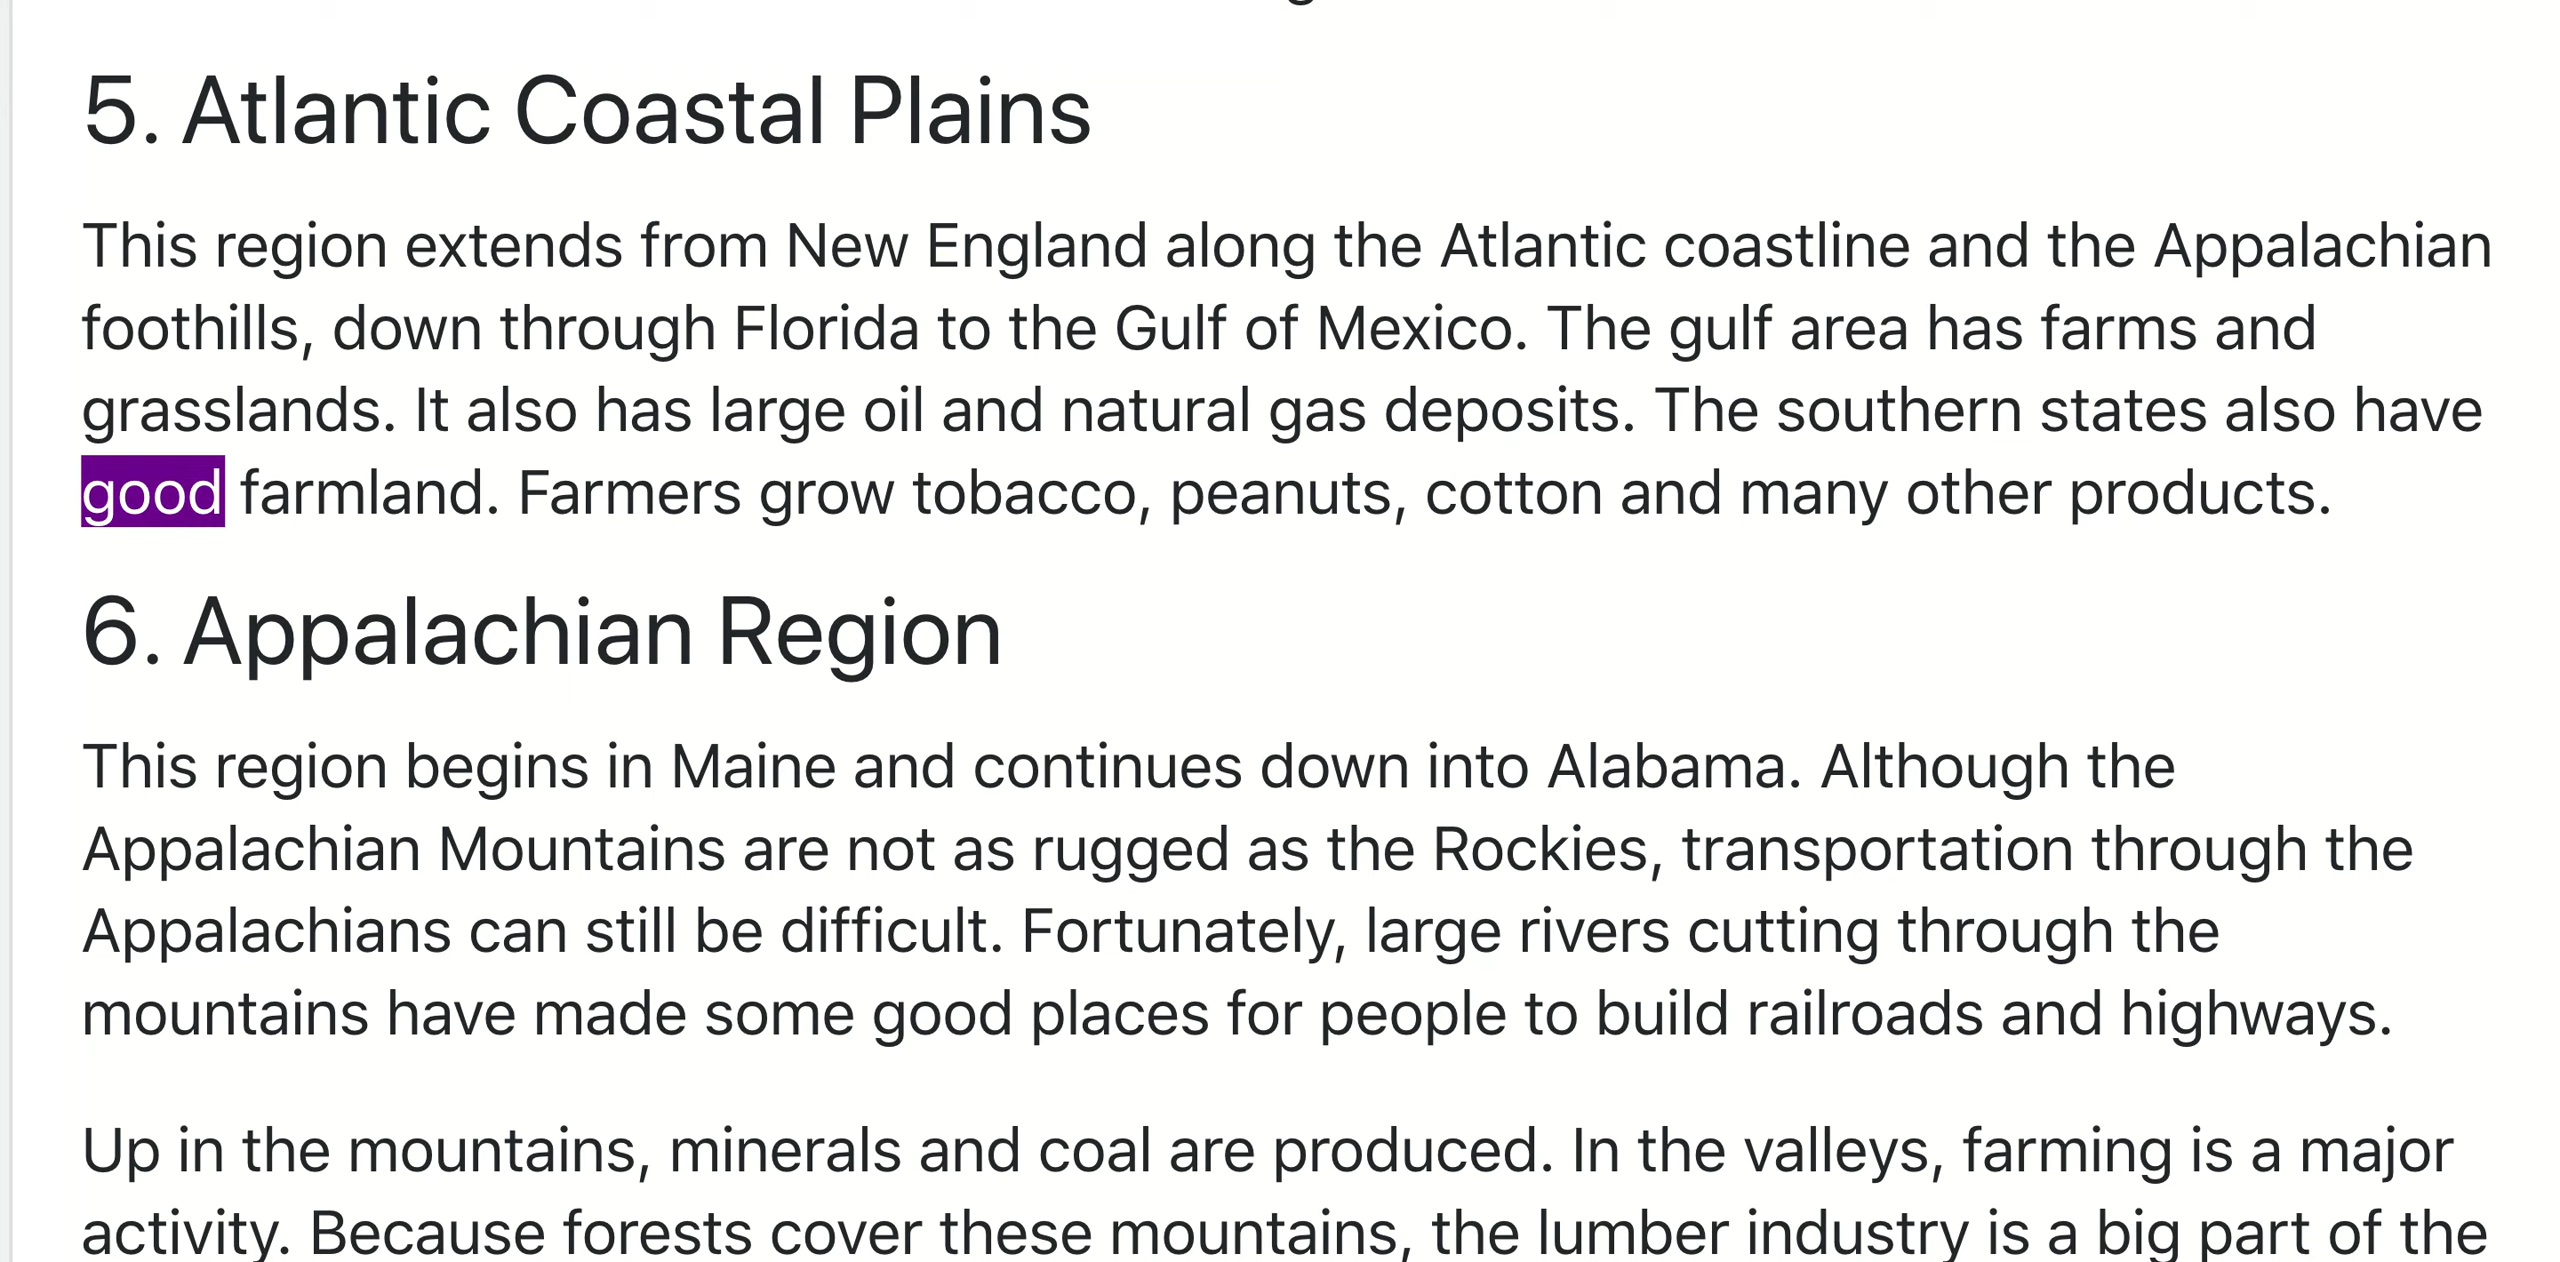 5. Atlantic Coastal Plains
This region extends from New England along the Atlantic coastline and the Appalachian
foothills, down through Florida to the Gulf of Mexico. The gulf area has farms and
grasslands. It also has large oil and natural gas deposits. The southern states also have
good farmland. Farmers grow tobacco, peanuts, cotton and many other products.
6. Appalachian Region
This region begins in Maine and continues down into Alabama. Although the
Appalachian Mountains are not as rugged as the Rockies, transportation through the
Appalachians can still be difficult. Fortunately, large rivers cutting through the
mountains have made some good places for people to build railroads and highways.
Up in the mountains, minerals and coal are produced. In the valleys, farming is a major
activity. Because forests cover these mountains, the lumber industry is a big part of the